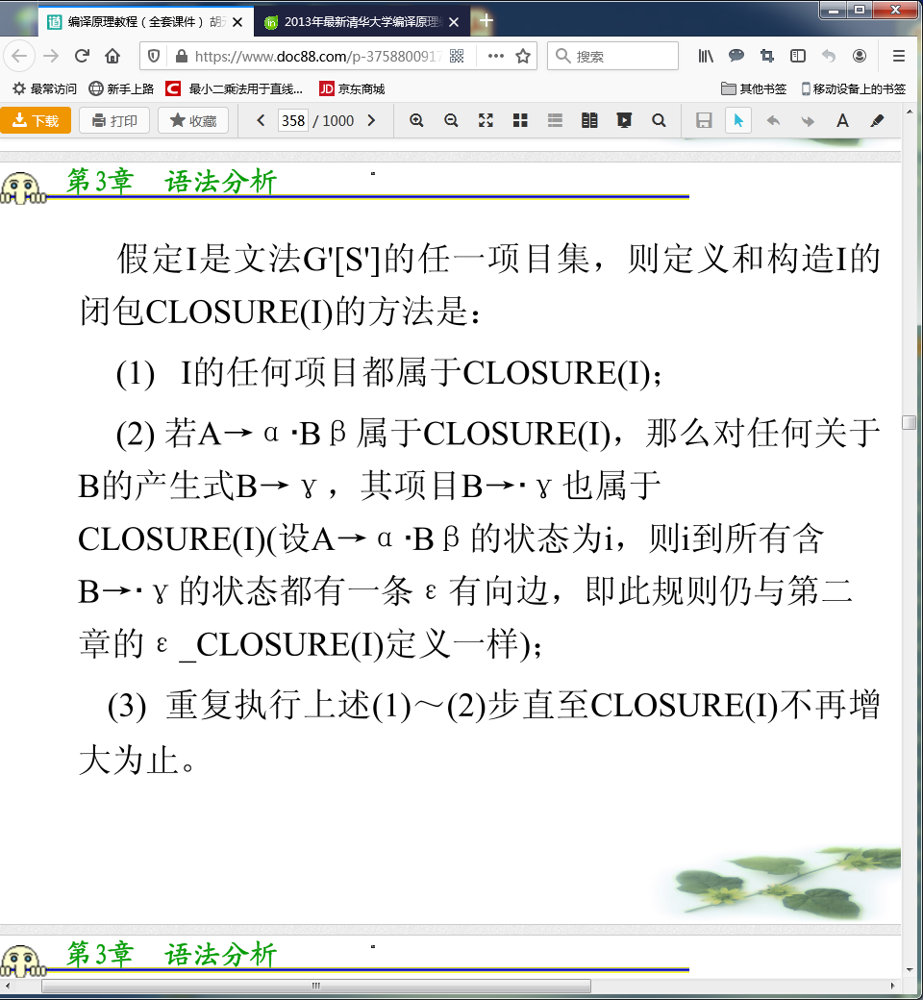 编译原理教程（全套课件）胡元
2013年最新清华大学编译原理
https://www.doc88.com/p-3758800917
搜索
最常访问 新手上路 最小二乘法用于直线... JD 京东商城 其他书签 移动设备上的书签
下载 打印 收藏 358 / 1000
第3章 语法分析
假定I是文法G'[S']的任一项目集，则定义和构造I的
闭包CLOSURE(I)的方法是：
(1) I的任何项目都属于CLOSURE(I)；
(2) 若A→α·Bβ属于CLOSURE(I)，那么对任何关于
B的产生式B→γ，其项目B→·γ也属于
CLOSURE(I)(设A→α·Bβ的状态为i，则i到所有含
B→·γ的状态都有一条ε有向边，即此规则仍与第二
章的ε_CLOSURE(I)定义一样)；
(3) 重复执行上述(1)～(2)步直至CLOSURE(I)不再增
大为止。
第3章 语法分析